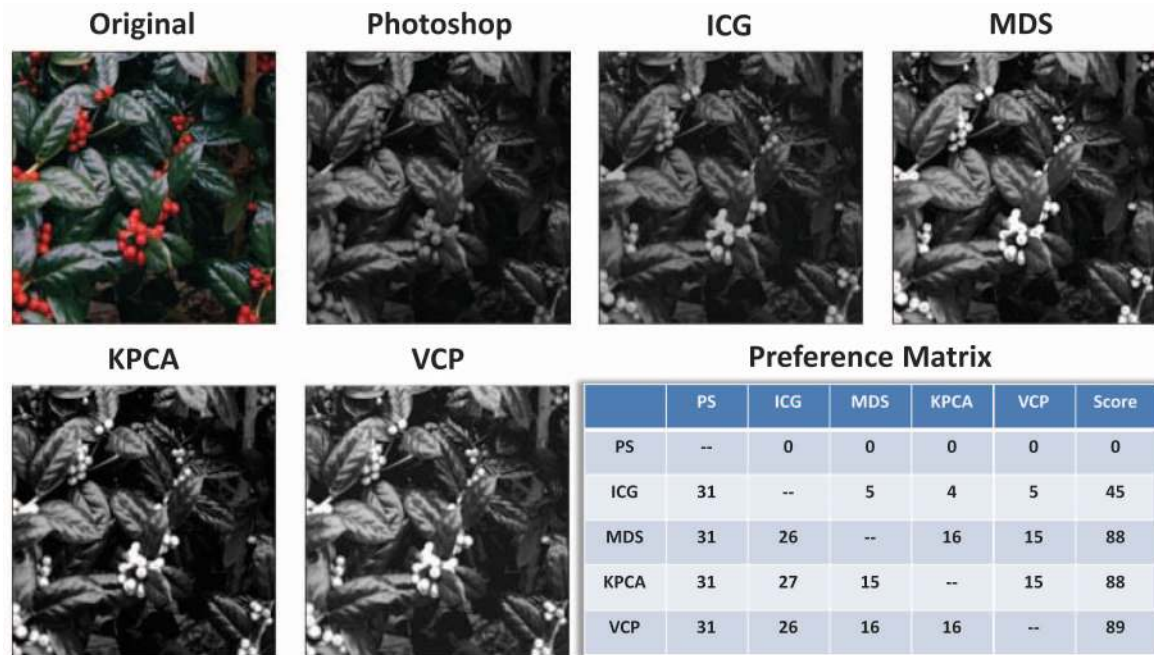 Original Photoshop ICG MDS
KPCA VCP Preference Matrix
PS ICG MDS KPCA VCP Score
PS -- 0 0 0 0 0
ICG 31 -- 5 4 5 45
MDS 31 26 -- 16 15 88
KPCA 31 27 15 -- 15 88
VCP 31 26 16 16 -- 89